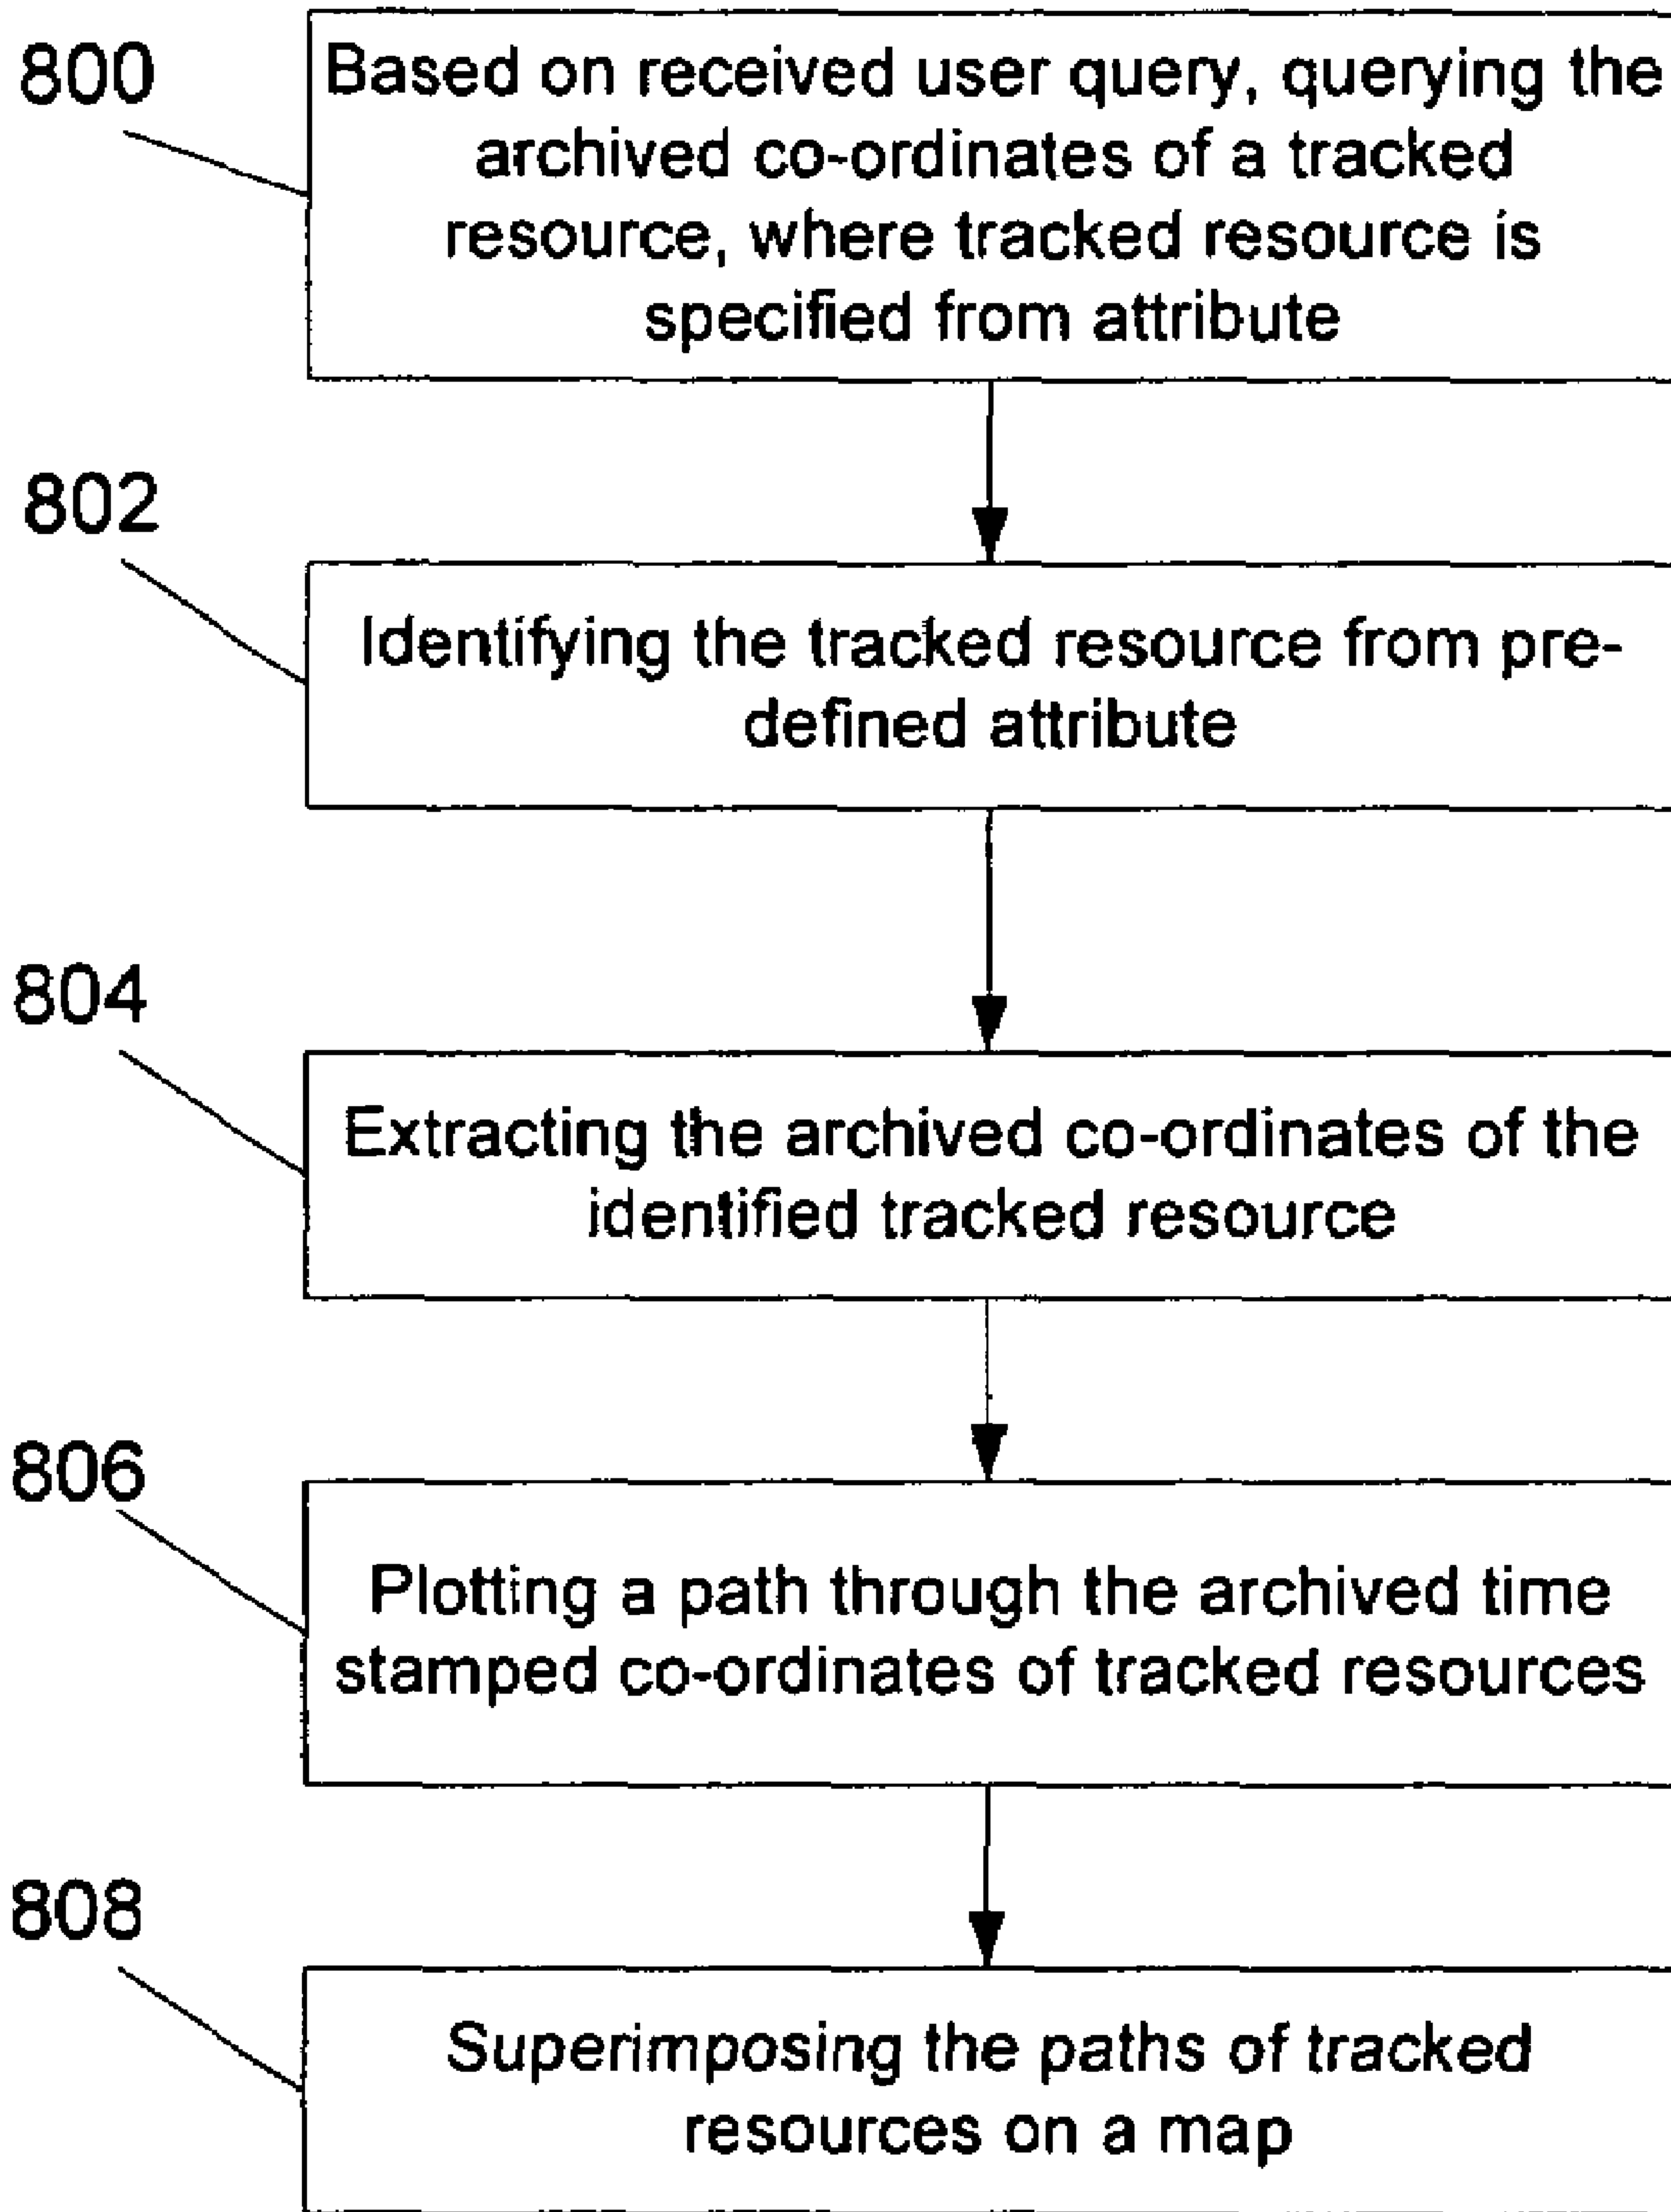 800
Based on received user query, querying the
archived co-ordinates of a tracked
resource, where tracked resource is
specified from attribute
802
Identifying the tracked resource from pre-
defined attribute
804
Extracting the archived co-ordinates of the
identified tracked resource
806
Plotting a path through the archived time
stamped co-ordinates of tracked resources
808
Superimposing the paths of tracked
resources on a map